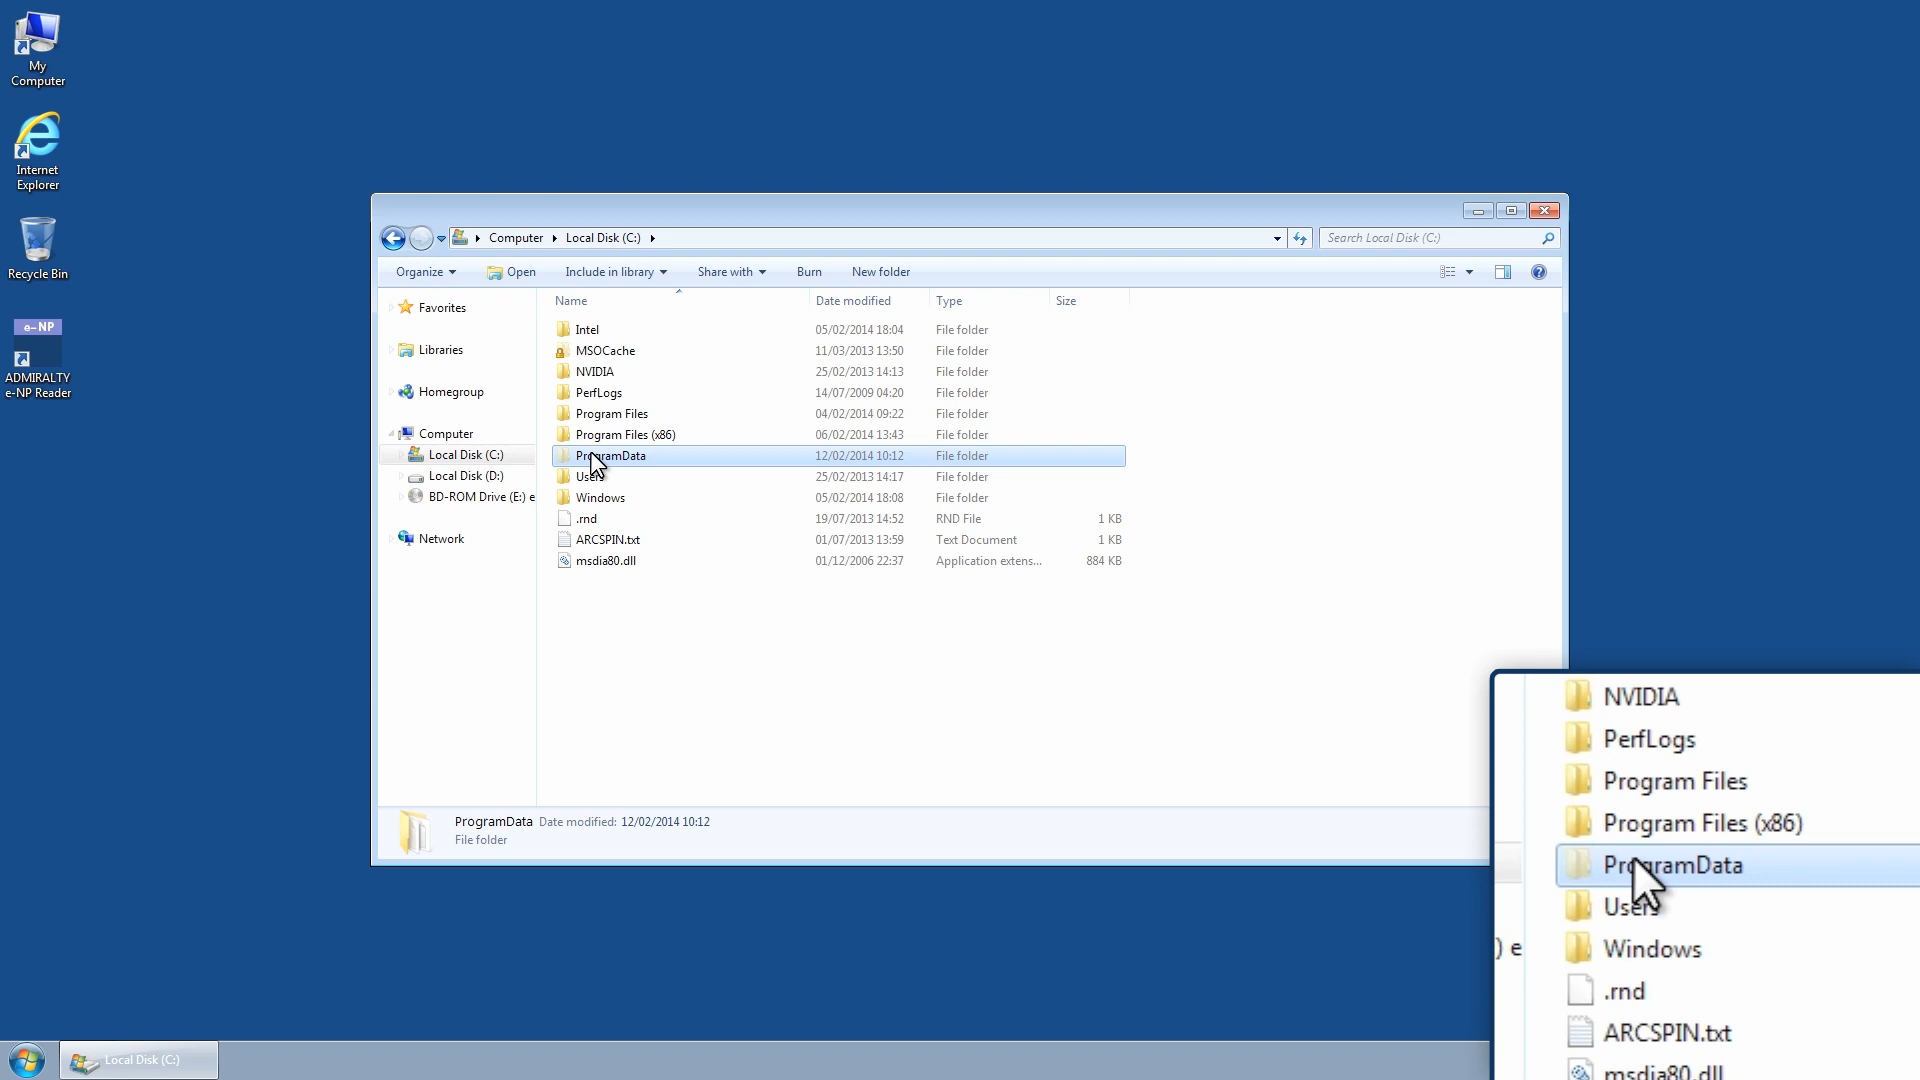 My
Computer
Internet
Explorer
Recycle Bin
e-NP
ADMIRALTY
e-NP Reader
Computer Local Disk (C:)
Search Local Disk (C:)
Organize Open Include in library Share with Burn New folder
Name Date modified Type Size
Favorites
Libraries
Homegroup
Computer
Local Disk (C:)
Local Disk (D:)
BD-ROM Drive (E:) e
Network
Intel 05/02/2014 18:04 File folder
MSOCache 11/03/2013 13:50 File folder
NVIDIA 25/02/2013 14:13 File folder
PerfLogs 14/07/2009 04:20 File folder
Program Files 04/02/2014 09:22 File folder
Program Files (x86) 06/02/2014 13:43 File folder
ProgramData 12/02/2014 10:12 File folder
Users 25/02/2013 14:17 File folder
Windows 05/02/2014 18:08 File folder
.rnd 19/07/2013 14:52 RND File 1 KB
ARCSPIN.txt 01/07/2013 13:59 Text Document 1 KB
msdia80.dll 01/12/2006 22:37 Application extens... 884 KB
ProgramData Date modified: 12/02/2014 10:12
File folder
NVIDIA
PerfLogs
Program Files
Program Files (x86)
ProgramData
Users
) e
Windows
.rnd
ARCSPIN.txt
msdia80.dll
Local Disk (C:)